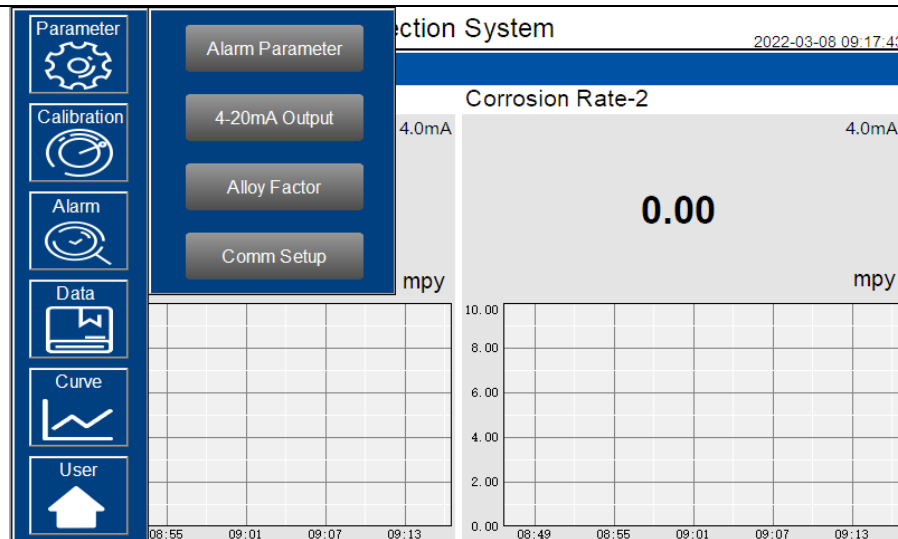 ction System
2022-03-08 09:17:43
Parameter
Calibration
Alarm
Data
Curve
User
Alarm Parameter
4-20mA Output
Alloy Factor
Comm Setup
4.0mA
mpy
08:55 09:01 09:07 09:13
Corrosion Rate-2
4.0mA
0.00
mpy
10.00
8.00
6.00
4.00
2.00
0.00
08:49 08:55 09:01 09:07 09:13